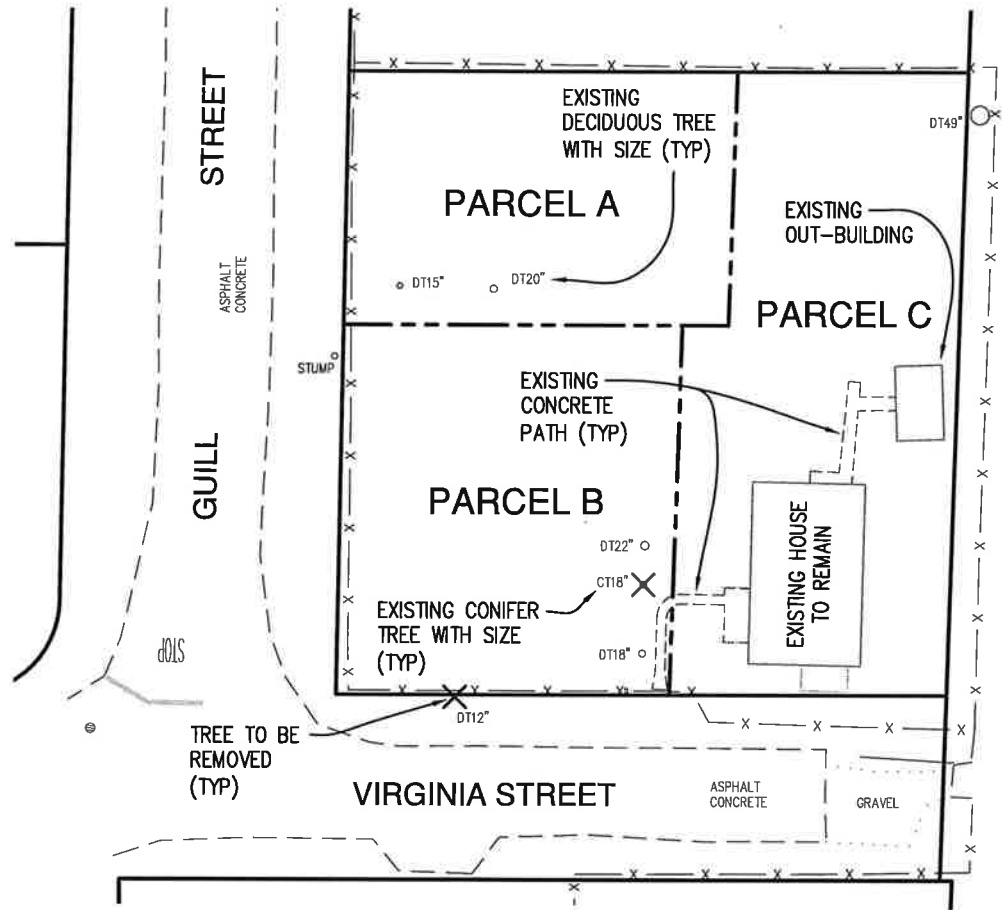 EXISTING
DECIDUOUS TREE
WITH SIZE (TYP)
DT49"
STREET
PARCEL A
EXISTING
OUT-BUILDING
ASPHALT
CONCRETE
DT15"
DT20"
PARCEL C
STUMP
EXISTING
CONCRETE
PATH (TYP)
GUILL
PARCEL B
EXISTING HOUSE
TO REMAIN
DT22"
CT18"
EXISTING CONIFER
TREE WITH SIZE
(TYP)
DT18"
STOP
DT12"
TREE TO BE
REMOVED
(TYP)
VIRGINIA STREET
ASPHALT
CONCRETE
GRAVEL